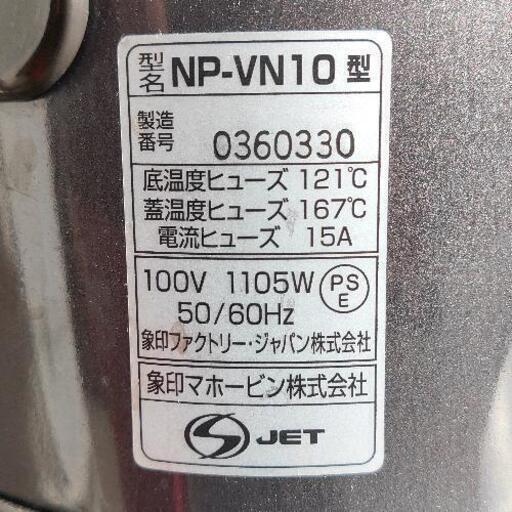 型名 NP-VN10 型
製造番号 0360330
底温度ヒューズ 121℃
蓋温度ヒューズ 167℃
電流ヒューズ 15A
100V 1105W PSE
50/60Hz
象印ファクトリー・ジャパン株式会社
象印マホービン株式会社
S JET